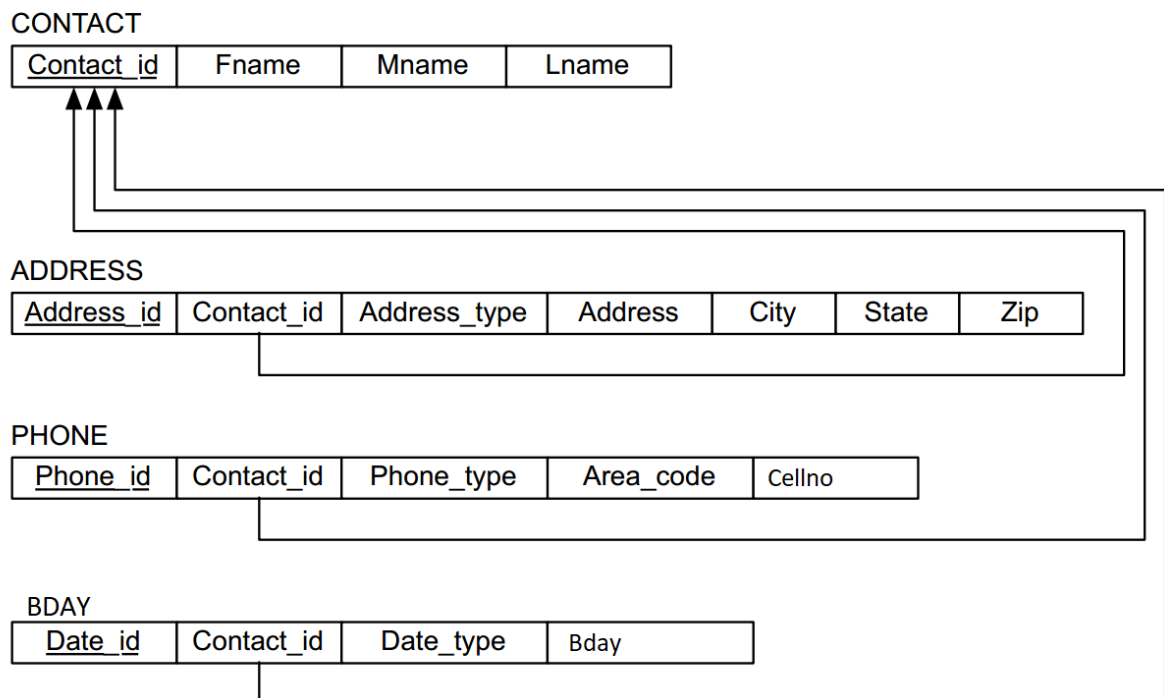 CONTACT
Contact_id Fname Mname Lname
ADDRESS
Address_id Contact_id Address_type Address City State Zip
PHONE
Phone_id Contact_id Phone_type Area_code Cellno
BDAY
Date_id Contact_id Date_type Bday